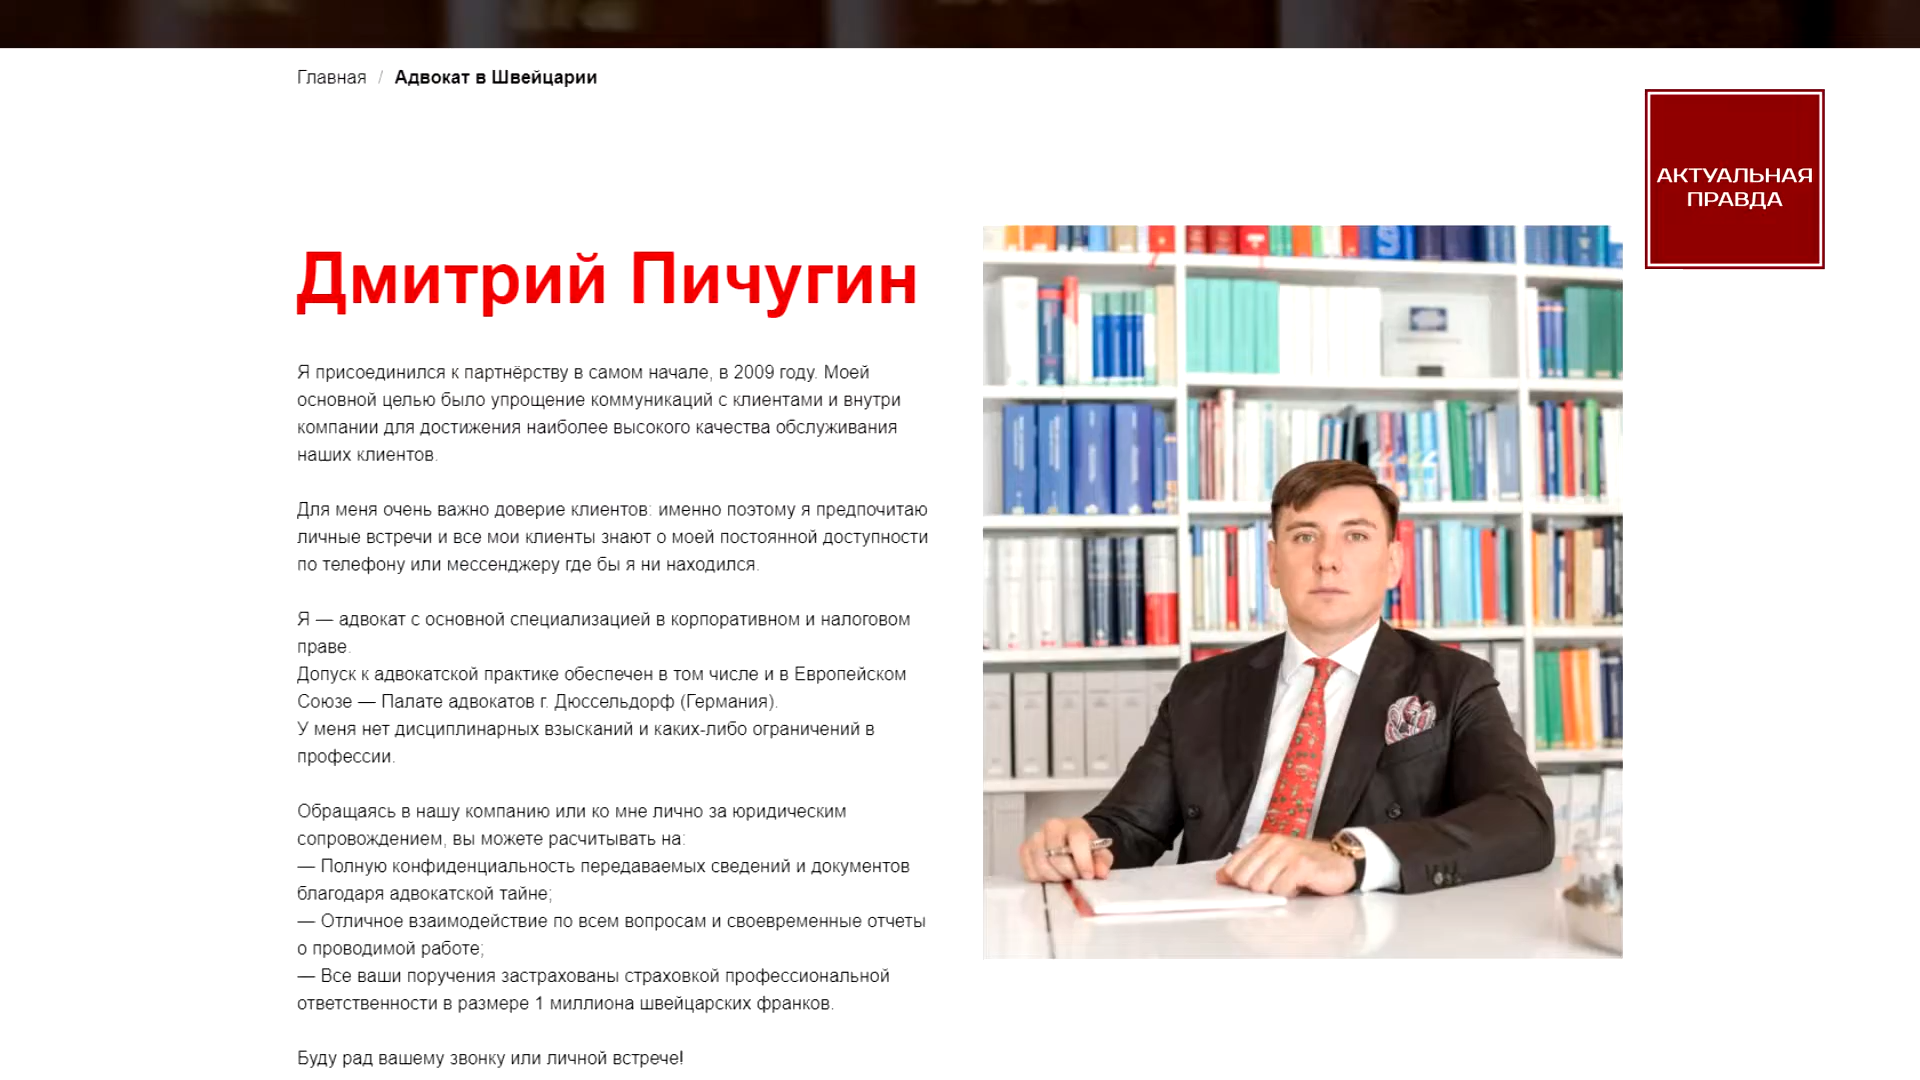 Главная / Адвокат в Швейцарии
АКТУАЛЬНАЯ
ПРАВДА
Дмитрий Пичугин
Я присоединился к партнёрству в самом начале, в 2009 году. Моей
основной целью было упрощение коммуникаций с клиентами и внутри
компании для достижения наиболее высокого качества обслуживания
наших клиентов.
Для меня очень важно доверие клиентов: именно поэтому я предпочитаю
личные встречи и все мои клиенты знают о моей постоянной доступности
по телефону или мессенджеру где бы я ни находился.
Я — адвокат с основной специализацией в корпоративном и налоговом
праве.
Допуск к адвокатской практике обеспечен в том числе и в Европейском
Союзе — Палате адвокатов г. Дюссельдорф (Германия).
У меня нет дисциплинарных взысканий и каких-либо ограничений в
профессии.
Обращаясь в нашу компанию или ко мне лично за юридическим
сопровождением, вы можете расчитывать на:
— Полную конфиденциальность передаваемых сведений и документов
благодаря адвокатской тайне;
— Отличное взаимодействие по всем вопросам и своевременные отчеты
о проводимой работе;
— Все ваши поручения застрахованы страховкой профессиональной
ответственности в размере 1 миллиона швейцарских франков.
Буду рад вашему звонку или личной встрече!